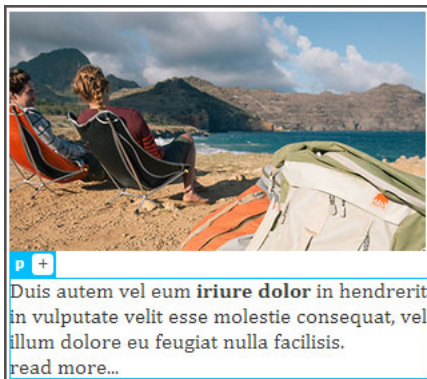 p +
Duis autem vel eum iriure dolor in hendrerit
in vulputate velit esse molestie consequat, vel
illum dolore eu feugiat nulla facilisis.
read more...